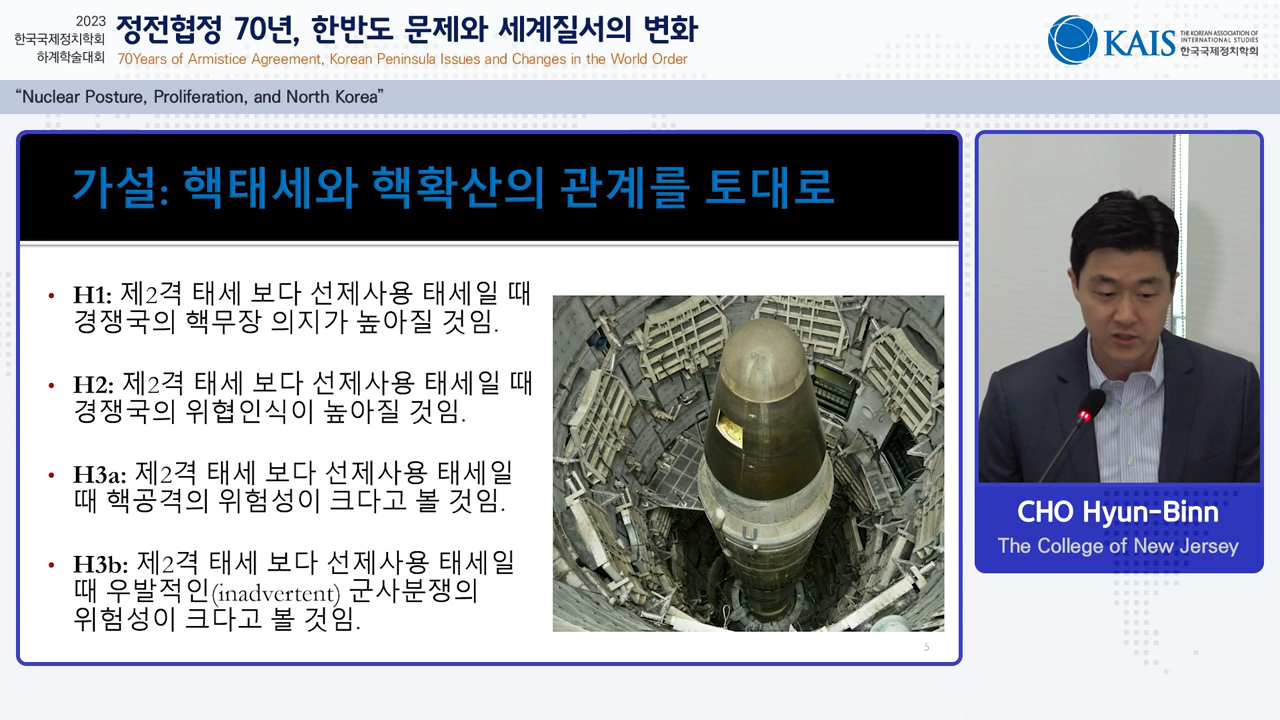 2023
한국국제정치학회
하계학술대회
정전협정 70년, 한반도 문제와 세계질서의 변화
70Years of Armistice Agreement, Korean Peninsula Issues and Changes in the World Order
KAIS
THE KOREAN ASSOCIATION OF
INTERNATIONAL STUDIES
한국국제정치학회
“Nuclear Posture, Proliferation, and North Korea”
가설: 핵태세와 핵확산의 관계를 토대로
• H1: 제2격 태세 보다 선제사용 태세일 때
경쟁국의 핵무장 의지가 높아질 것임.
• H2: 제2격 태세 보다 선제사용 태세일 때
경쟁국의 위협인식이 높아질 것임.
• H3a: 제2격 태세 보다 선제사용 태세일
때 핵공격의 위험성이 크다고 볼 것임.
• H3b: 제2격 태세 보다 선제사용 태세일
때 우발적인(inadvertent) 군사분쟁의
위험성이 크다고 볼 것임.
U
5
CHO Hyun-Binn
The College of New Jersey